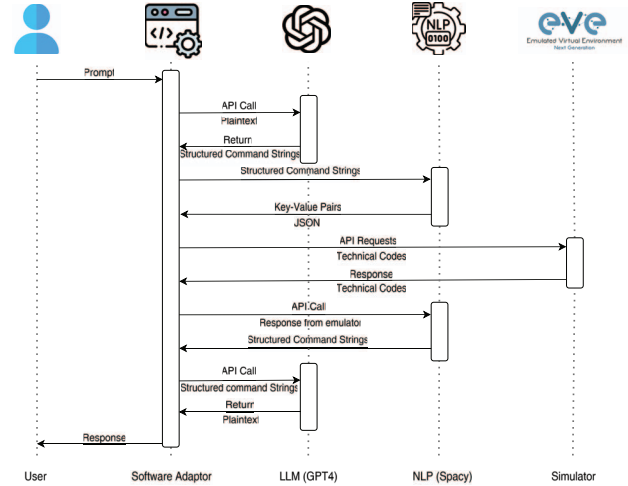 </>
NLP
0100
eve
Emulated Virtual Environment
Next Generation
Prompt
API Call
Plaintext
Return
Structured Command Strings
Structured Command Strings
Key-Value Pairs
JSON
API Requests
Technical Codes
Response
Technical Codes
API Call
Response from emulator
Structured Command Strings
API Call
Structured command Strings
Return
Plaintext
Response
User
Software Adaptor
LLM (GPT4)
NLP (Spacy)
Simulator